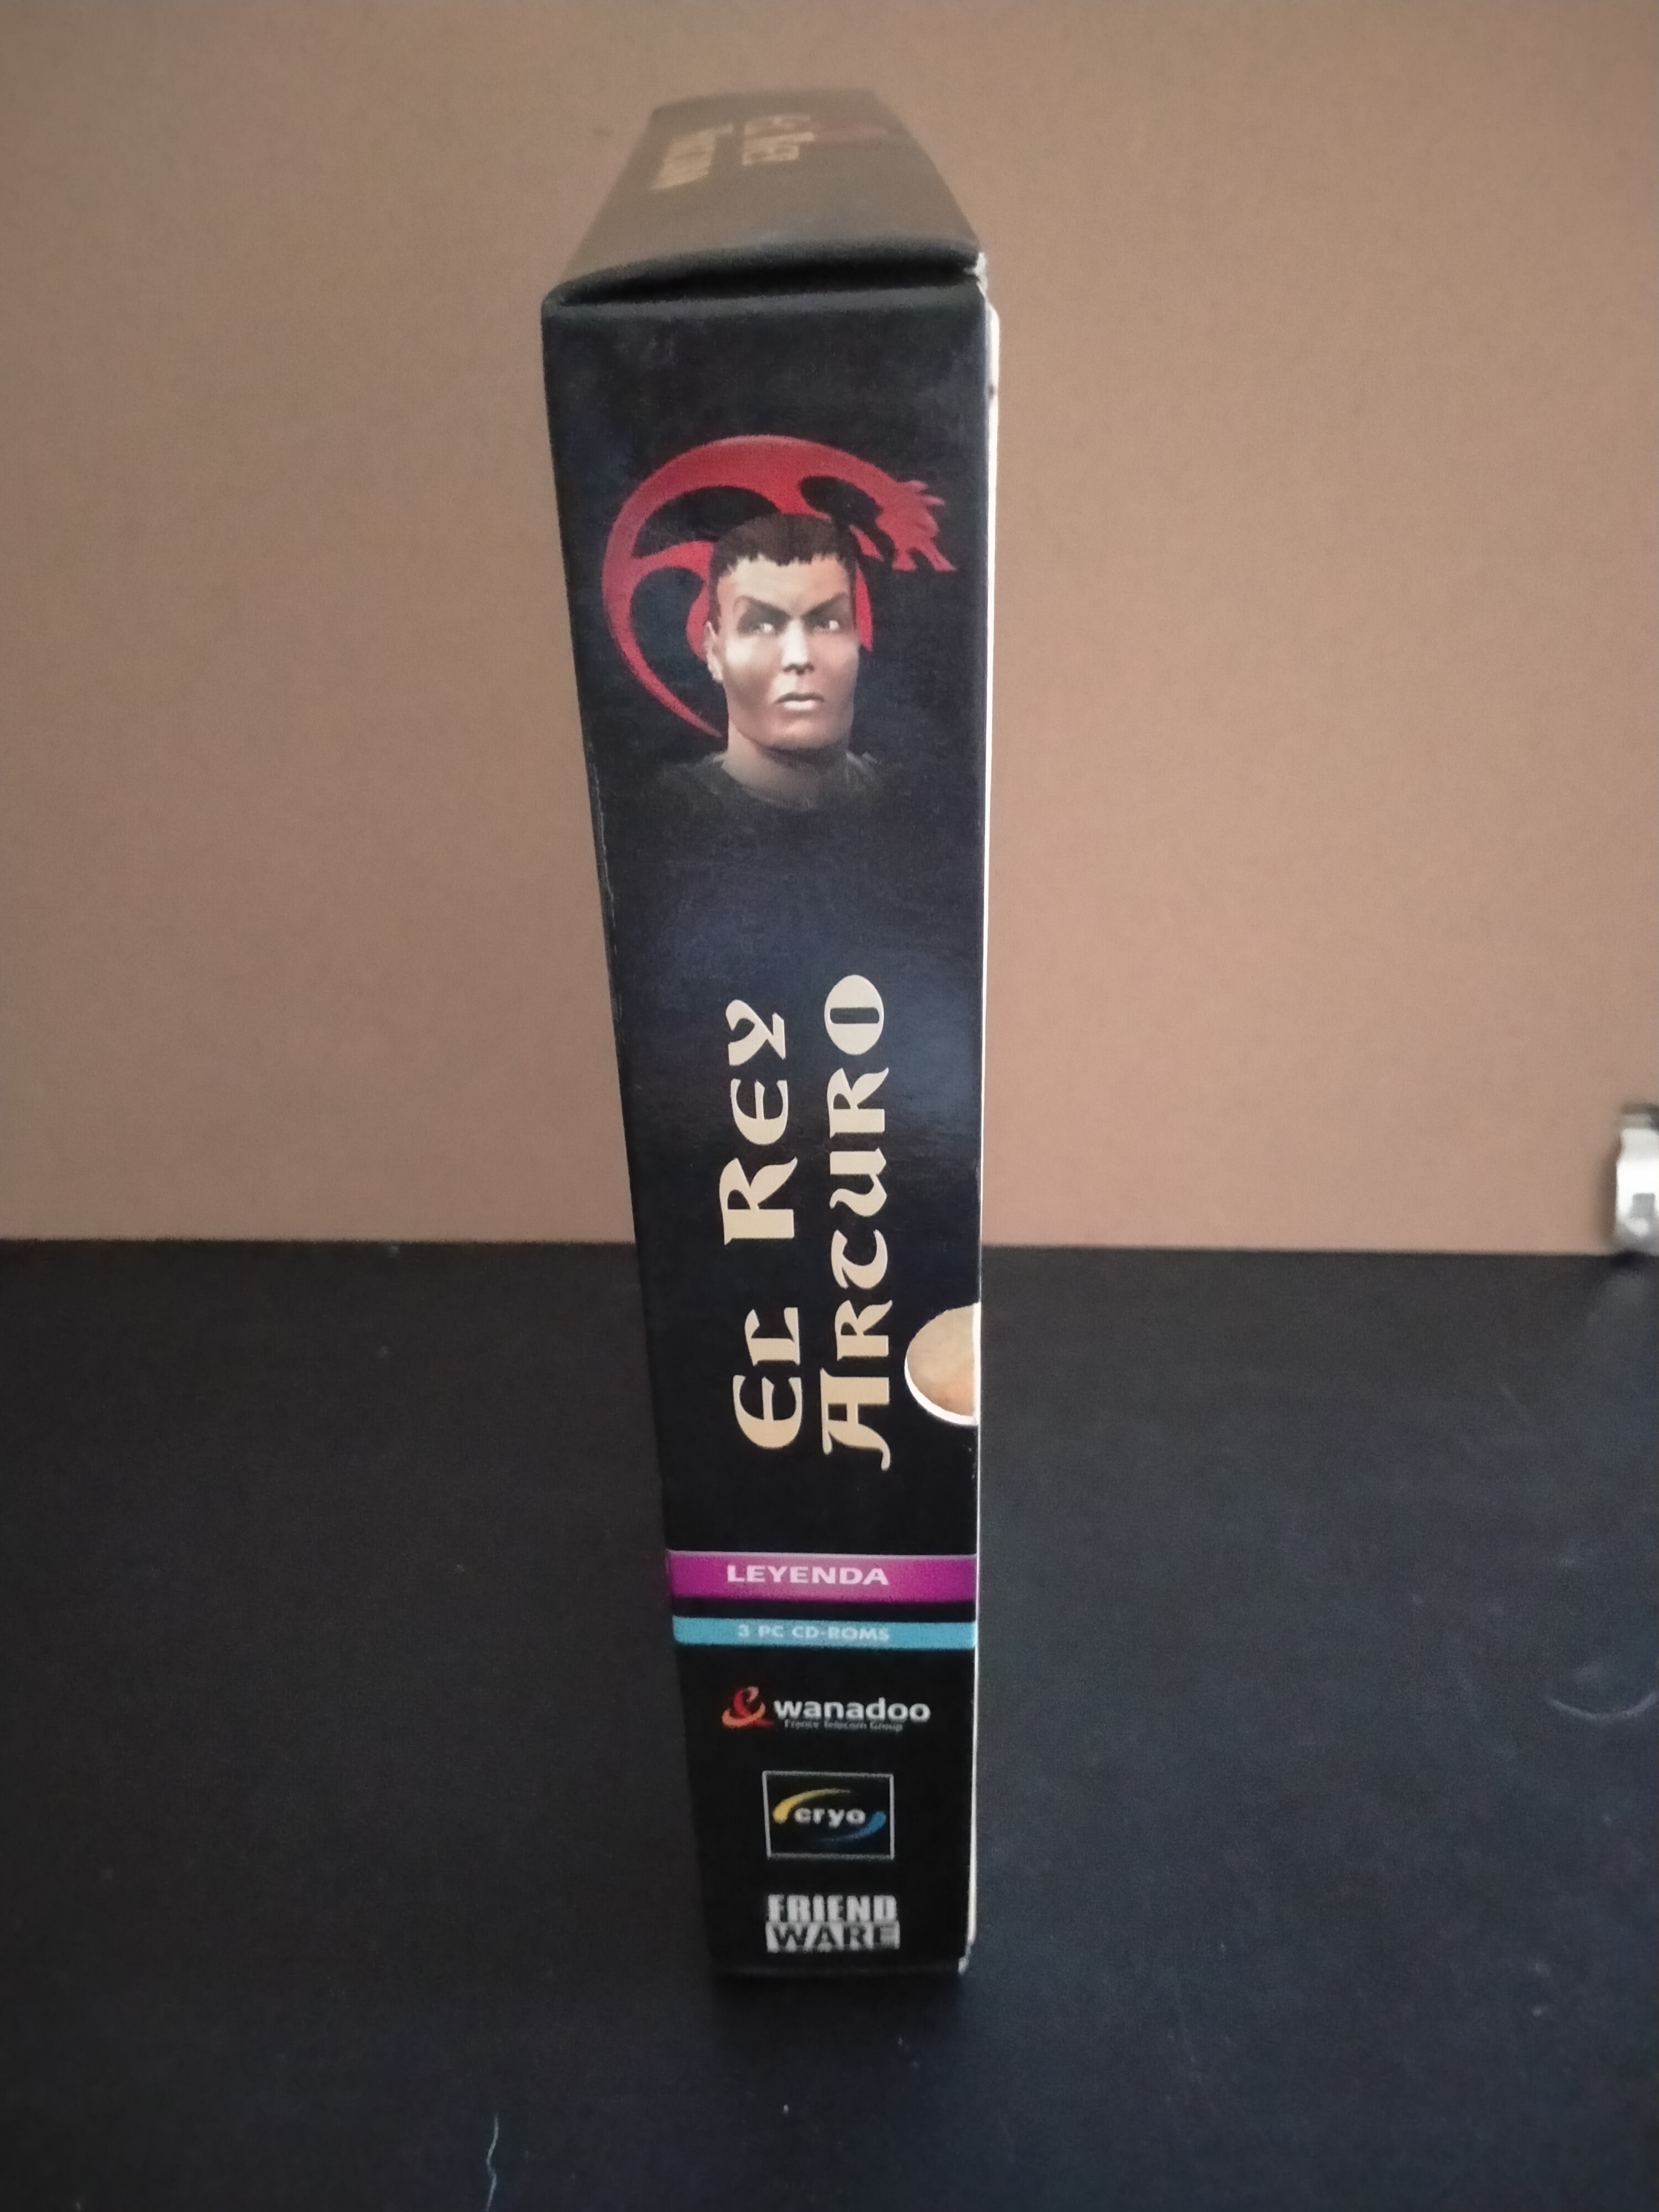 EL REY
ARTURO
LEYENDA
3 PC CD-ROMS
wanadoo
France Telecom Group
cryo
FRIEND
WARE